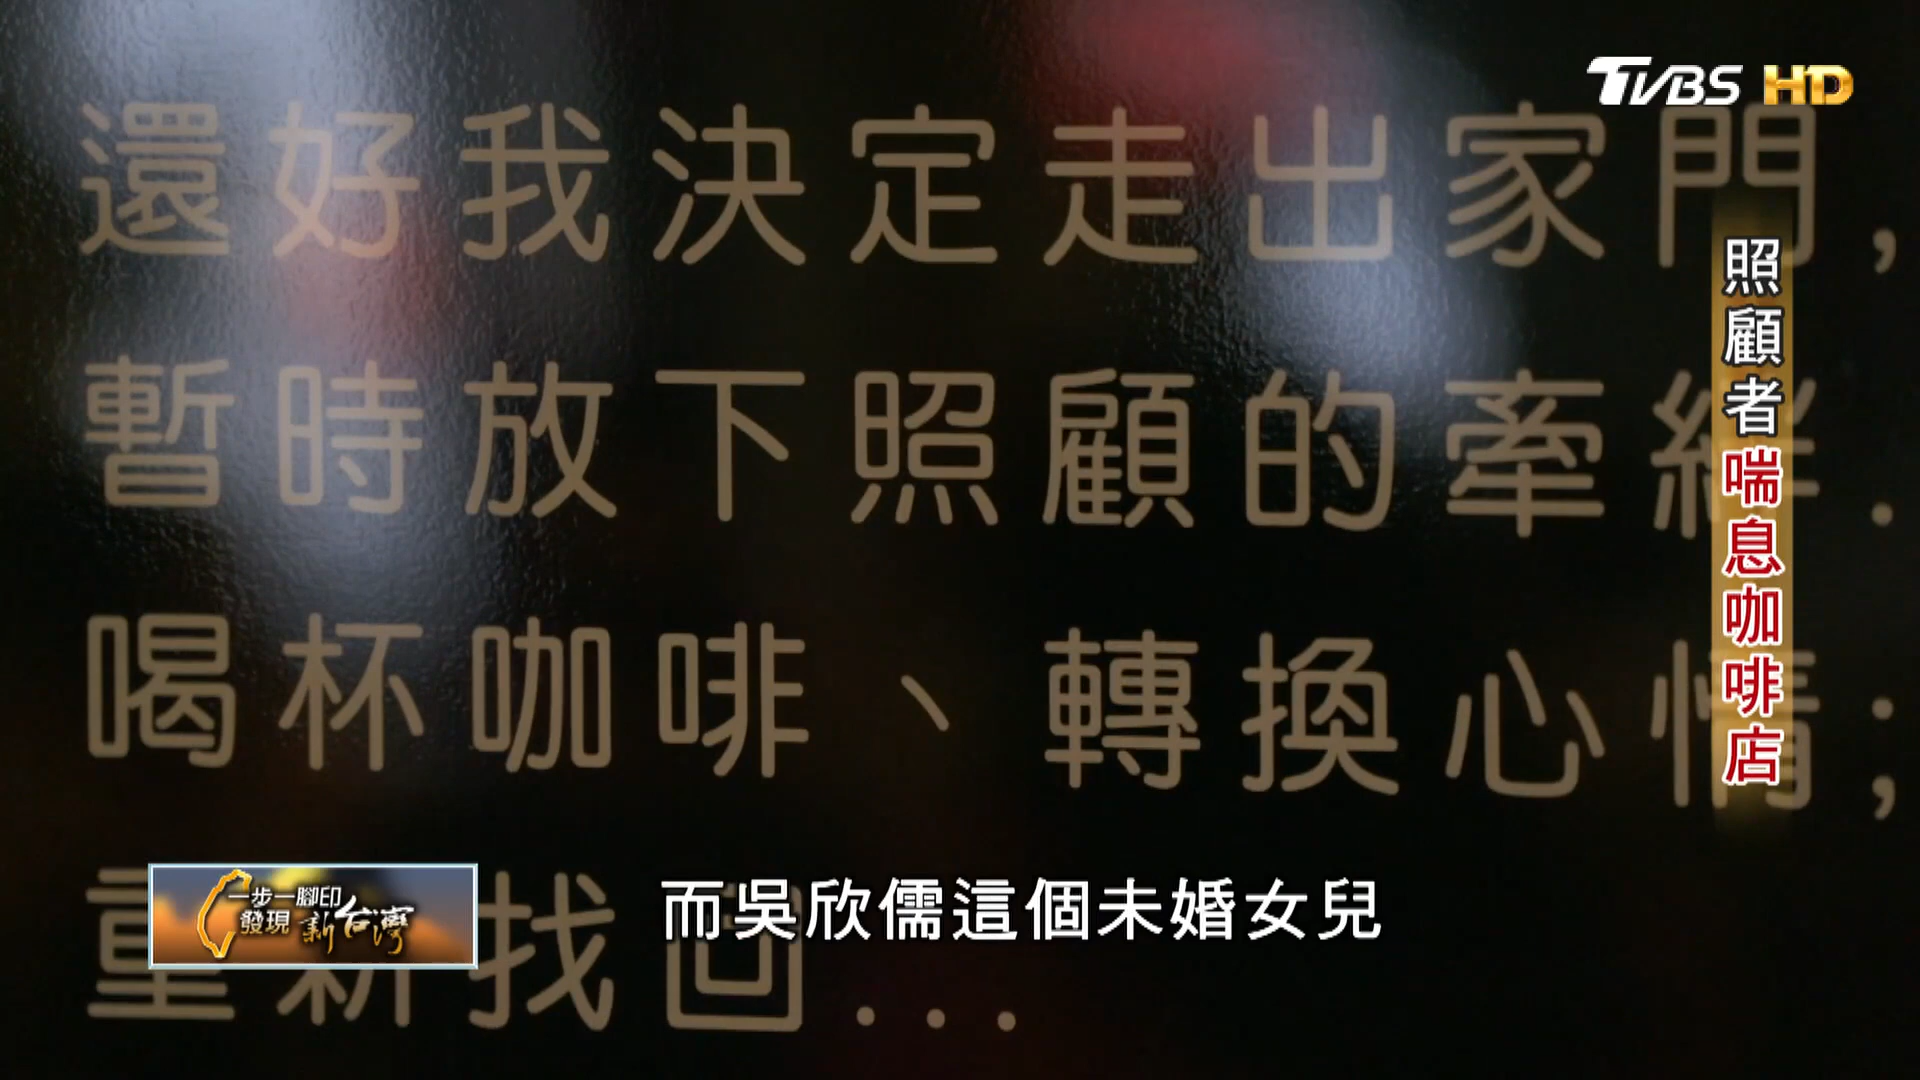 TVBS HD
還好我決定走出家門,
暫時放下照顧的牽絆.
喝杯咖啡、轉換心情;
重新找回...
照顧者喘息咖啡店
一步一腳印
發現新台灣
而吳欣儒這個未婚女兒